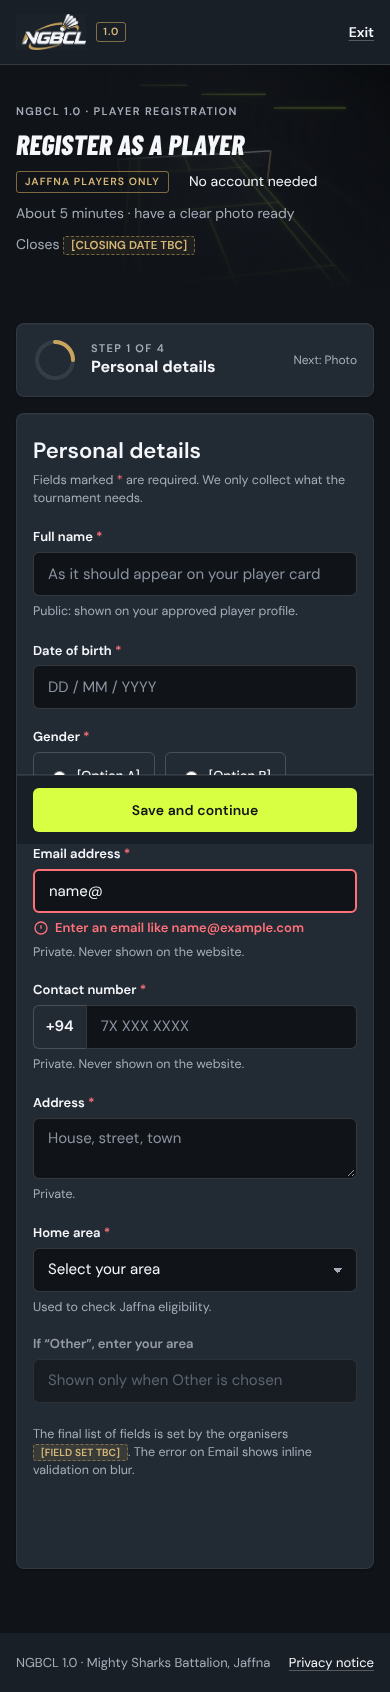 NGBCL
1.0
Exit
NGBCL 1.0 · PLAYER REGISTRATION
REGISTER AS A PLAYER
JAFFNA PLAYERS ONLY
No account needed
About 5 minutes · have a clear photo ready
Closes [CLOSING DATE TBC]
STEP 1 OF 4
Personal details
Next: Photo
Personal details
Fields marked * are required. We only collect what the
tournament needs.
Full name *
As it should appear on your player card
Public: shown on your approved player profile.
Date of birth *
DD / MM / YYYY
Gender *
[Option A]
[Option B]
Save and continue
Email address *
name@
Enter an email like name@example.com
Private. Never shown on the website.
Contact number *
+94
7X XXX XXXX
Private. Never shown on the website.
Address *
House, street, town
Private.
Home area *
Select your area
Used to check Jaffna eligibility.
If “Other”, enter your area
Shown only when Other is chosen
The final list of fields is set by the organisers
[FIELD SET TBC]. The error on Email shows inline
validation on blur.
NGBCL 1.0 · Mighty Sharks Battalion, Jaffna
Privacy notice